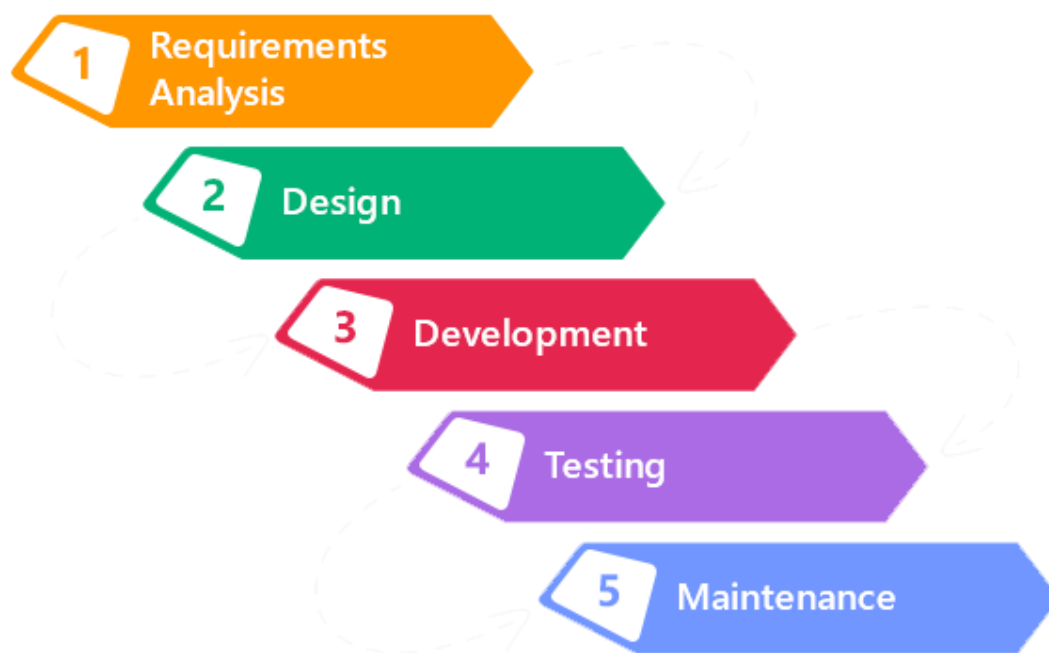 1
Requirements
Analysis
2
Design
3
Development
4
Testing
5
Maintenance